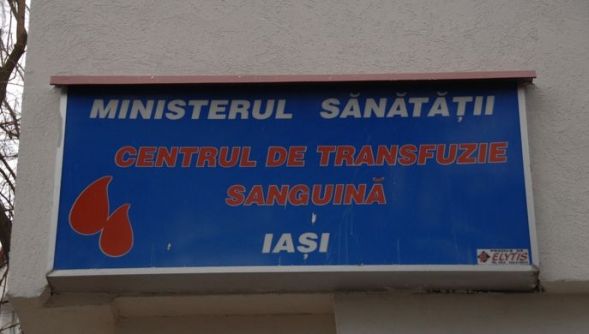 MINISTERUL SĂNĂTĂȚII
CENTRUL DE TRANSFUZIE
SANGUINĂ
IAȘI
ELYTIS